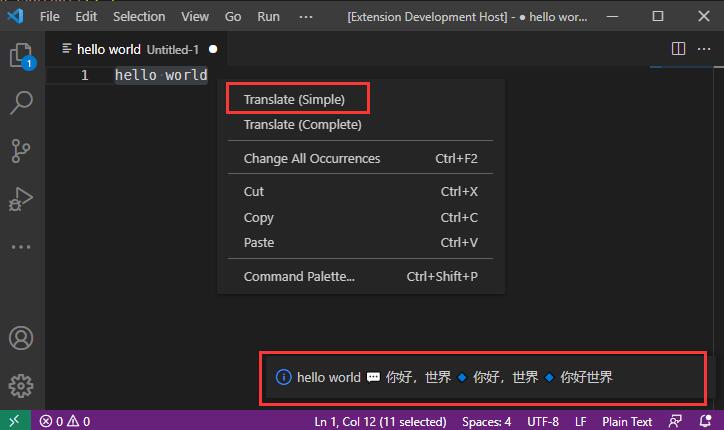 File Edit Selection View Go Run ··· [Extension Development Host] - ● hello wor...
hello world Untitled-1 ●
1
1 hello·world
Translate (Simple)
Translate (Complete)
Change All Occurrences Ctrl+F2
Cut Ctrl+X
Copy Ctrl+C
Paste Ctrl+V
Command Palette... Ctrl+Shift+P
hello world 💬 你好，世界 🔹 你好，世界 🔹 你好世界
0 0 Ln 1, Col 12 (11 selected) Spaces: 4 UTF-8 LF Plain Text